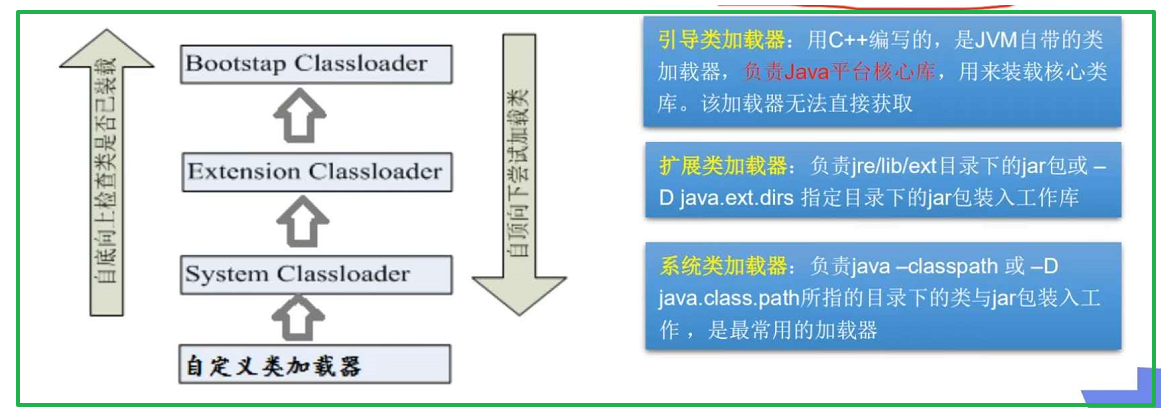 自底向上检查类是否已装载
Bootstap Classloader
Extension Classloader
System Classloader
自定义类加载器
自顶向下尝试加载类
引导类加载器：用C++编写的，是JVM自带的类
加载器，负责Java平台核心库，用来装载核心类
库。该加载器无法直接获取
扩展类加载器：负责jre/lib/ext目录下的jar包或 –
D java.ext.dirs 指定目录下的jar包装入工作库
系统类加载器：负责java –classpath 或 –D
java.class.path所指的目录下的类与jar包装入工
作 ，是最常用的加载器